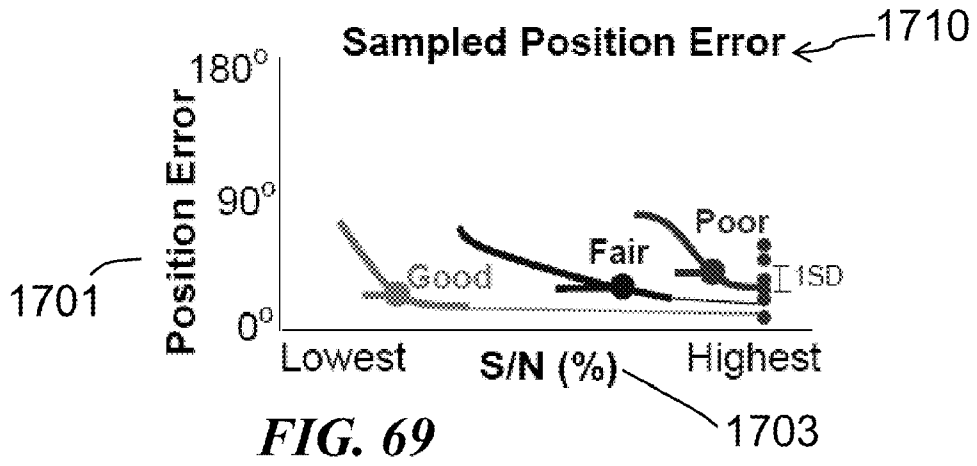 Sampled Position Error
1710
180°
90°
0°
Position Error
1701
Good
Fair
Poor
1SD
Lowest
S/N (%)
Highest
1703
FIG. 69